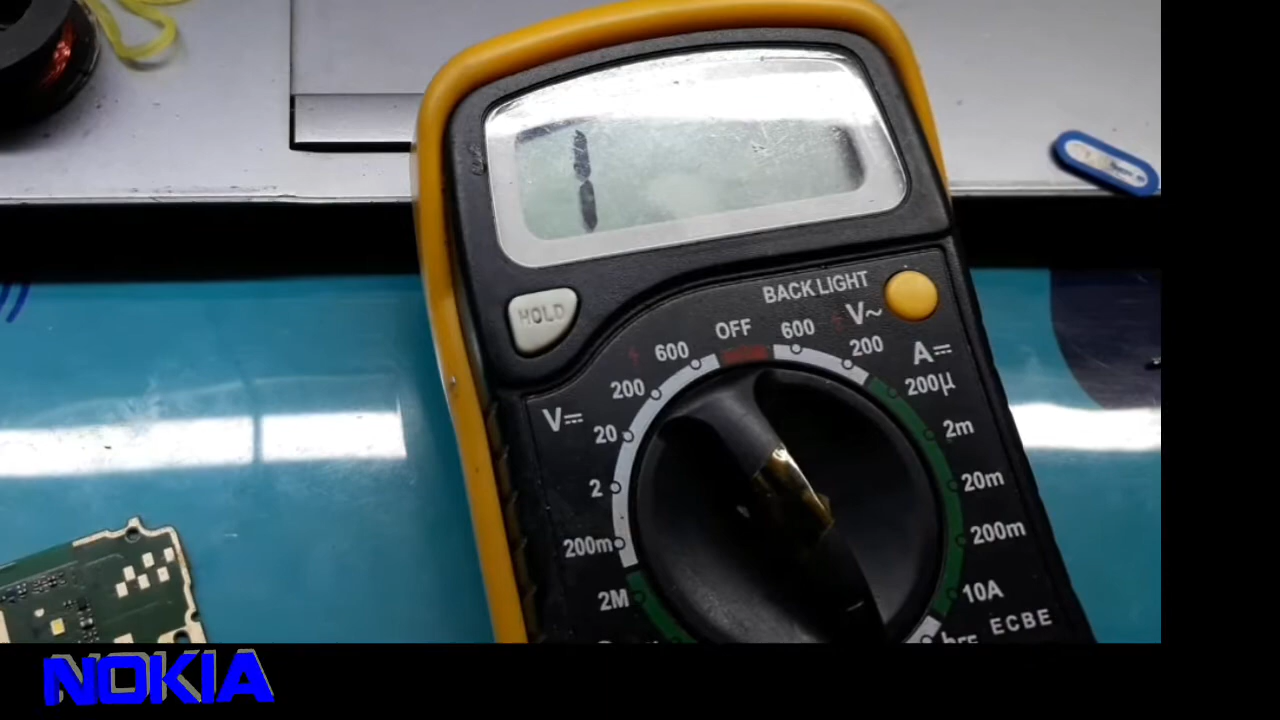 1
HOLD
BACK LIGHT
OFF
600
V~
600
200
A⎓
200
200µ
V⎓
20
2m
2
20m
200m
200m
2M
10A
hFE
ECBE
NOKIA